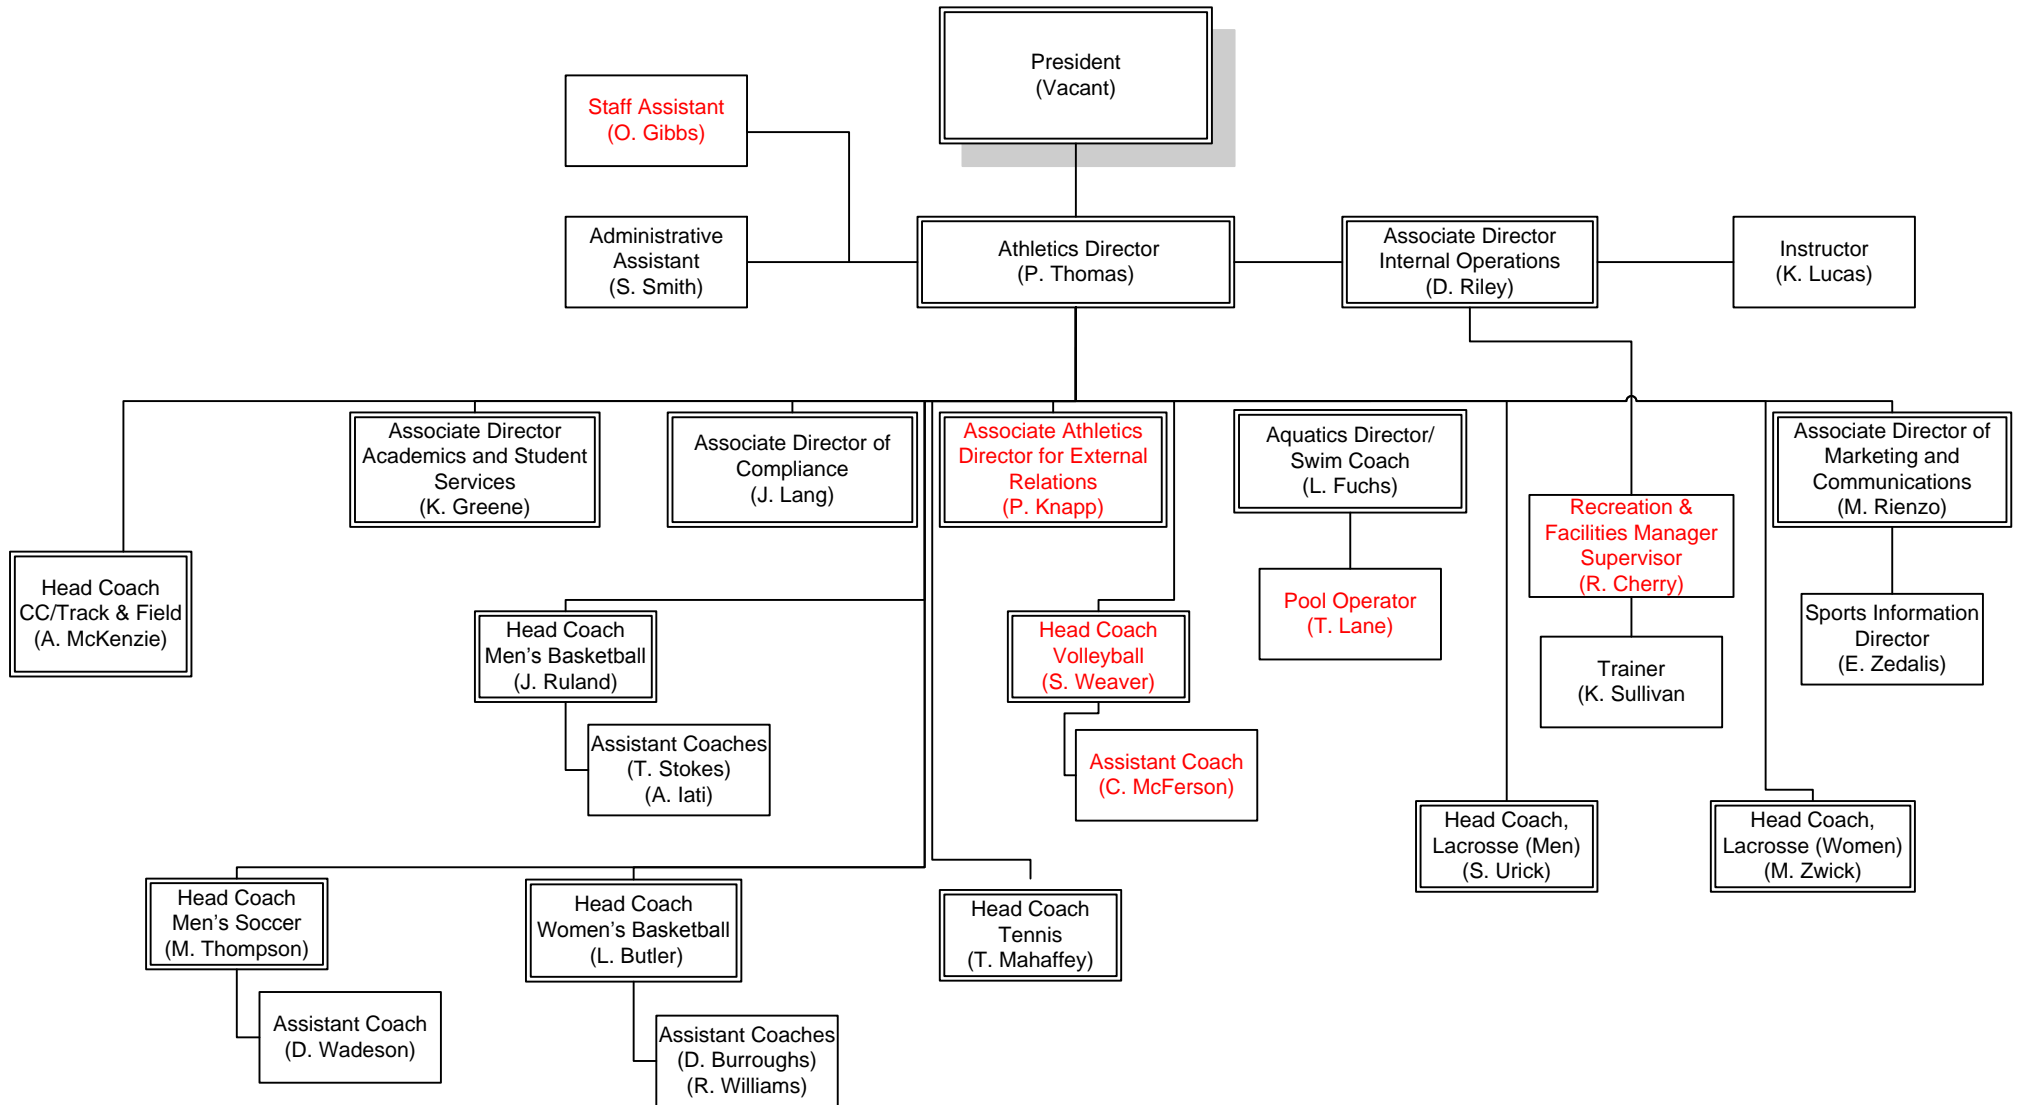 President
(Vacant)
Staff Assistant
(O. Gibbs)
Administrative
Assistant
(S. Smith)
Athletics Director
(P. Thomas)
Associate Director
Internal Operations
(D. Riley)
Instructor
(K. Lucas)
Associate Director
Academics and Student
Services
(K. Greene)
Associate Director of
Compliance
(J. Lang)
Associate Athletics
Director for External
Relations
(P. Knapp)
Aquatics Director/
Swim Coach
(L. Fuchs)
Associate Director of
Marketing and
Communications
(M. Rienzo)
Recreation &
Facilities Manager
Supervisor
(R. Cherry)
Head Coach
CC/Track & Field
(A. McKenzie)
Head Coach
Men's Basketball
(J. Ruland)
Head Coach
Volleyball
(S. Weaver)
Pool Operator
(T. Lane)
Trainer
(K. Sullivan
Sports Information
Director
(E. Zedalis)
Assistant Coaches
(T. Stokes)
(A. Iati)
Assistant Coach
(C. McFerson)
Head Coach,
Lacrosse (Men)
(S. Urick)
Head Coach,
Lacrosse (Women)
(M. Zwick)
Head Coach
Men's Soccer
(M. Thompson)
Head Coach
Women's Basketball
(L. Butler)
Head Coach
Tennis
(T. Mahaffey)
Assistant Coach
(D. Wadeson)
Assistant Coaches
(D. Burroughs)
(R. Williams)